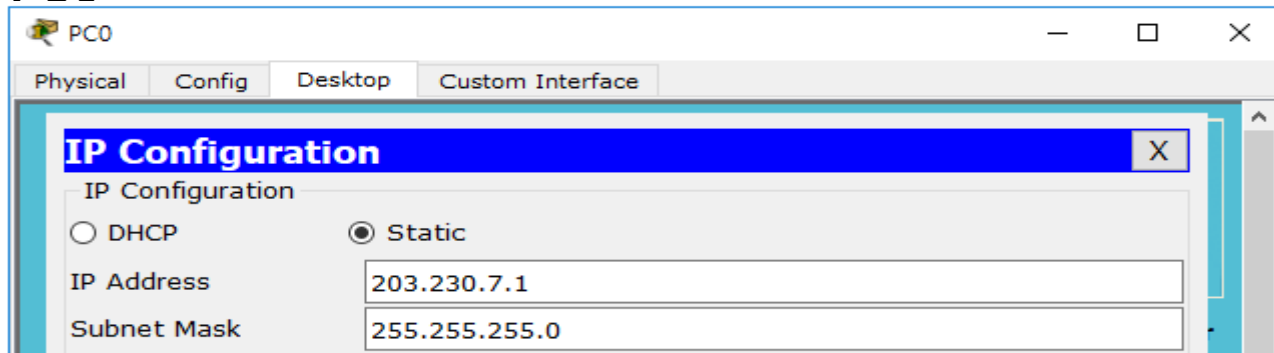 PC0
Physical Config Desktop Custom Interface
IP Configuration X
IP Configuration
DHCP Static
IP Address 203.230.7.1
Subnet Mask 255.255.255.0